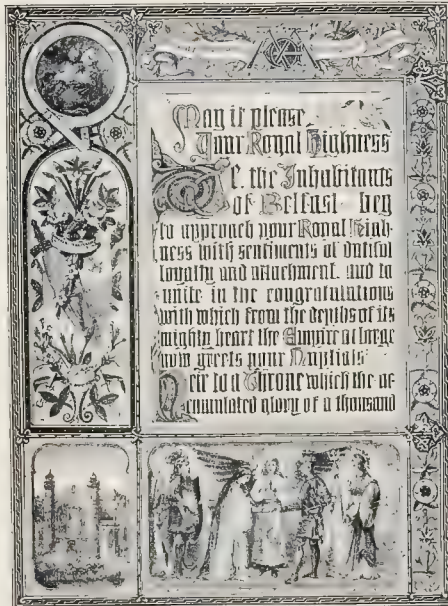 May it please
Your Royal Highness
We the Inhabitants
of Belfast beg
to approach your Royal High-
ness with sentiments of dutiful
loyalty and attachment and to
unite in the congratulations
with which from the depths of its
mighty heart the Empire at large
now greets your Nuptials
Heir to a Throne which the ac
cumulated glory of a thousand